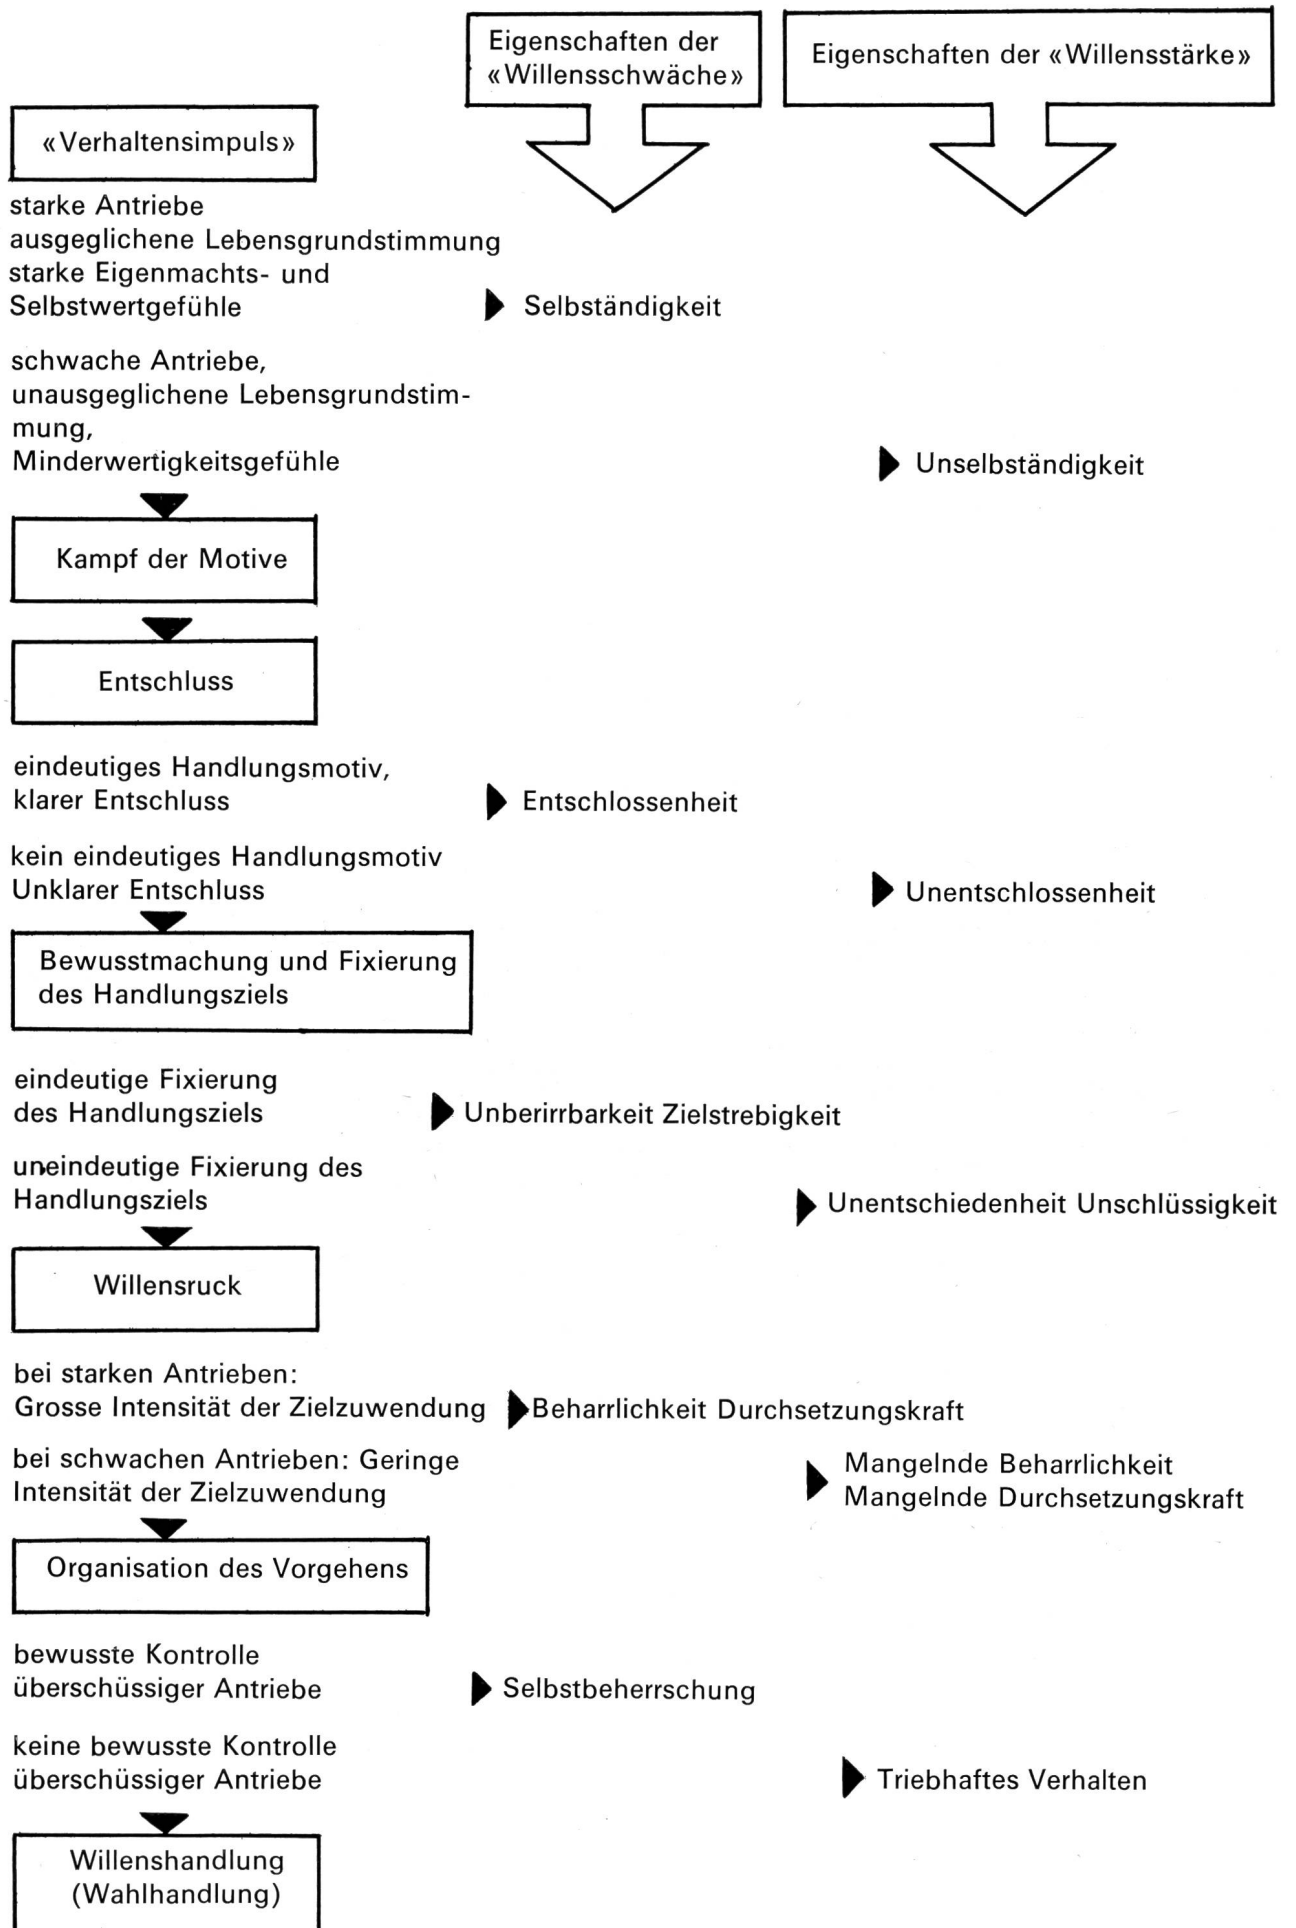 Eigenschaften der
«Willensschwäche»
Eigenschaften der «Willensstärke»
«Verhaltensimpuls»
starke Antriebe
ausgeglichene Lebensgrundstimmung
starke Eigenmachts- und
Selbstwertgefühle
Selbständigkeit
schwache Antriebe,
unausgeglichene Lebensgrundstim-
mung,
Minderwertigkeitsgefühle
Unselbständigkeit
Kampf der Motive
Entschluss
eindeutiges Handlungsmotiv,
klarer Entschluss
Entschlossenheit
kein eindeutiges Handlungsmotiv
Unklarer Entschluss
Unentschlossenheit
Bewusstmachung und Fixierung
des Handlungsziels
eindeutige Fixierung
des Handlungsziels
Unberirrbarkeit Zielstrebigkeit
uneindeutige Fixierung des
Handlungsziels
Unentschiedenheit Unschlüssigkeit
Willensruck
bei starken Antrieben:
Grosse Intensität der Zielzuwendung
Beharrlichkeit Durchsetzungskraft
bei schwachen Antrieben: Geringe
Intensität der Zielzuwendung
Mangelnde Beharrlichkeit
Mangelnde Durchsetzungskraft
Organisation des Vorgehens
bewusste Kontrolle
überschüssiger Antriebe
Selbstbeherrschung
keine bewusste Kontrolle
überschüssiger Antriebe
Triebhaftes Verhalten
Willenshandlung
(Wahlhandlung)